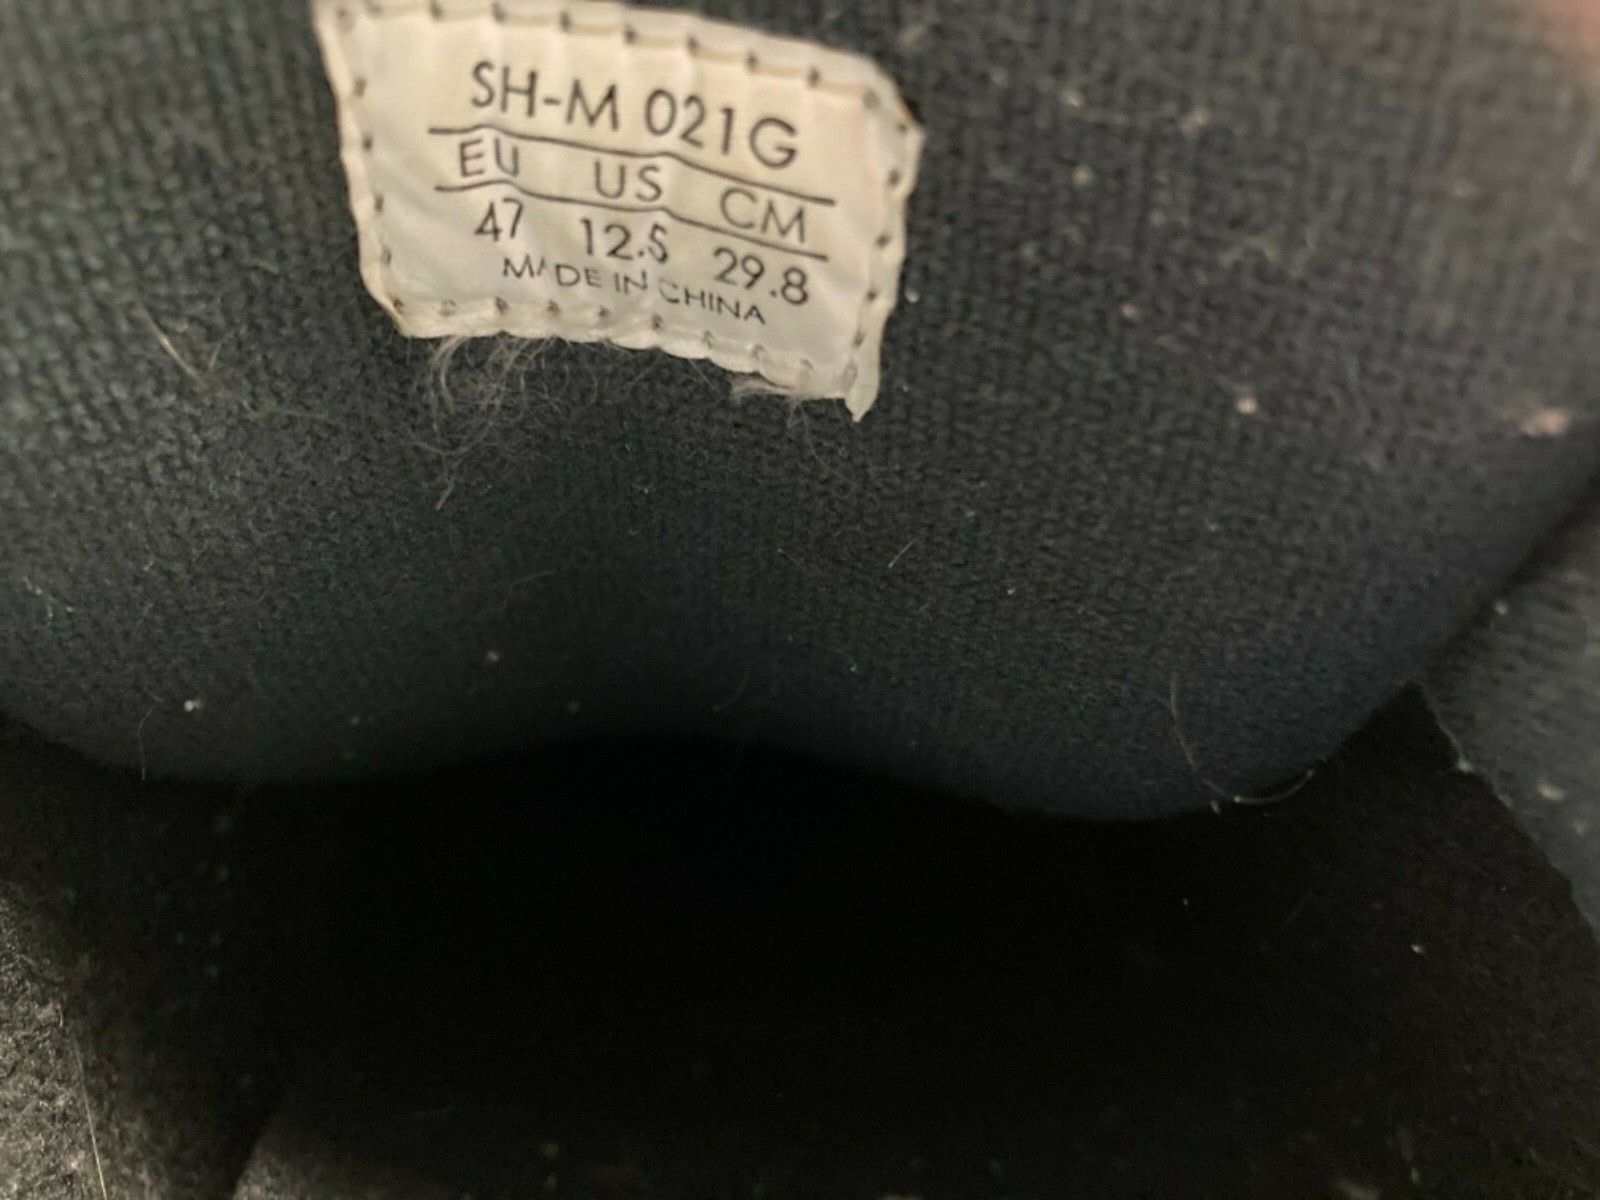 SH-M 021G
EU US CM
47 12.5 29.8
MADE IN CHINA